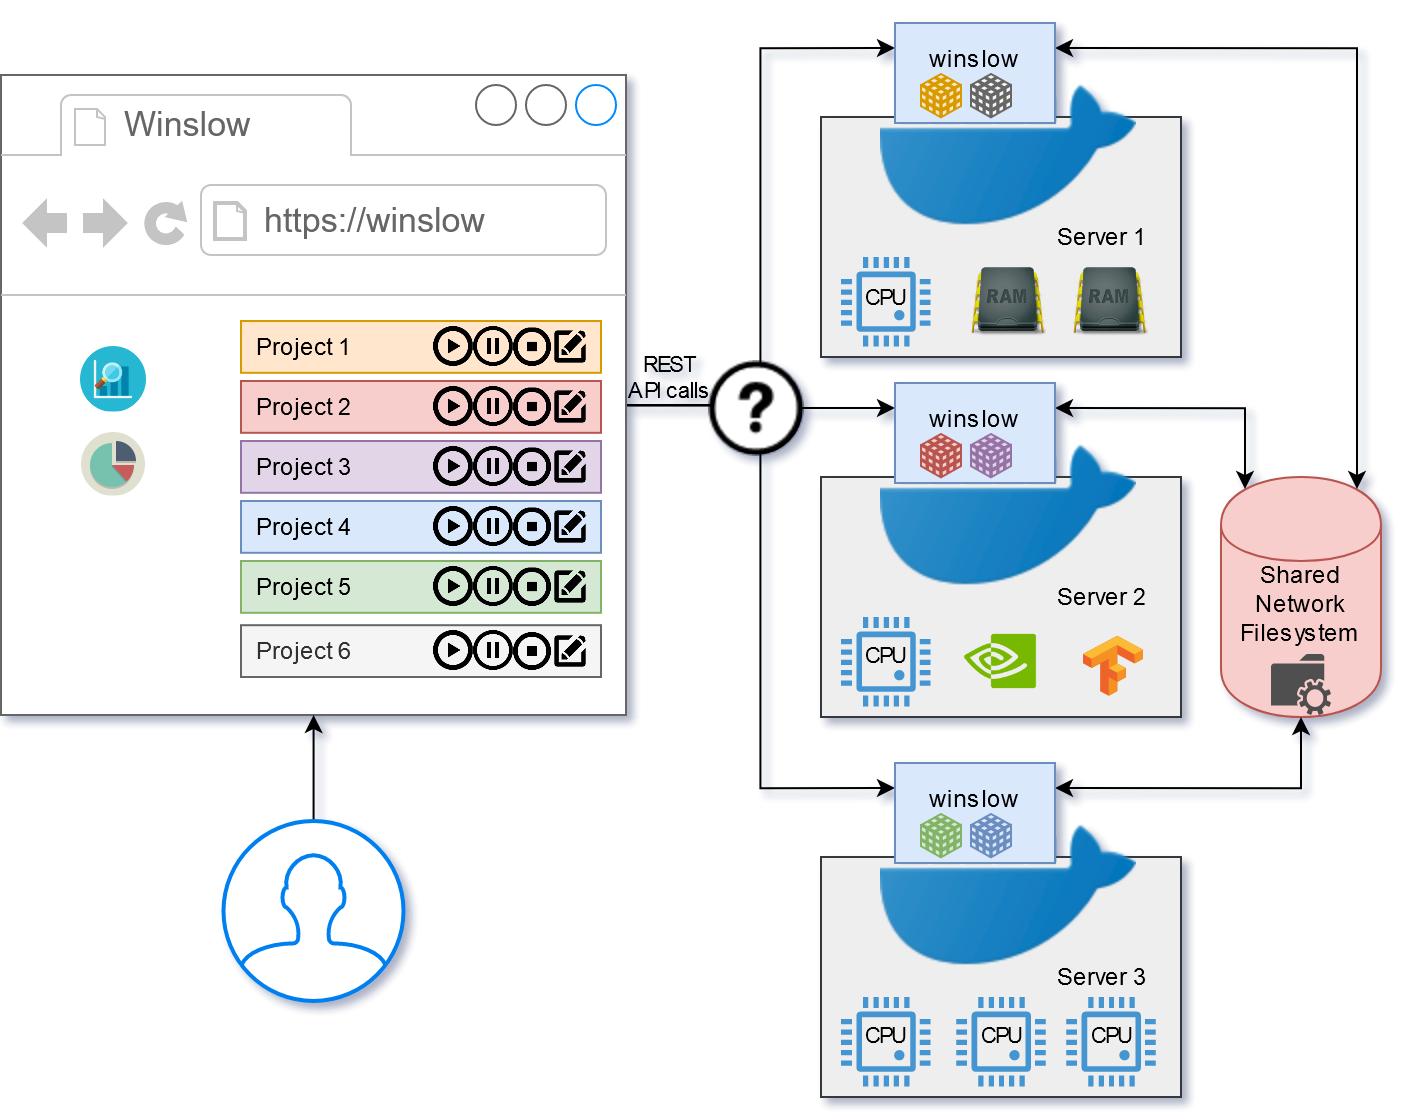 Winslow
https://winslow
Project 1
Project 2
Project 3
Project 4
Project 5
Project 6
REST
API calls
?
winslow
Server 1
CPU
RAM
RAM
winslow
Server 2
CPU
Shared
Network
Filesystem
winslow
Server 3
CPU
CPU
CPU